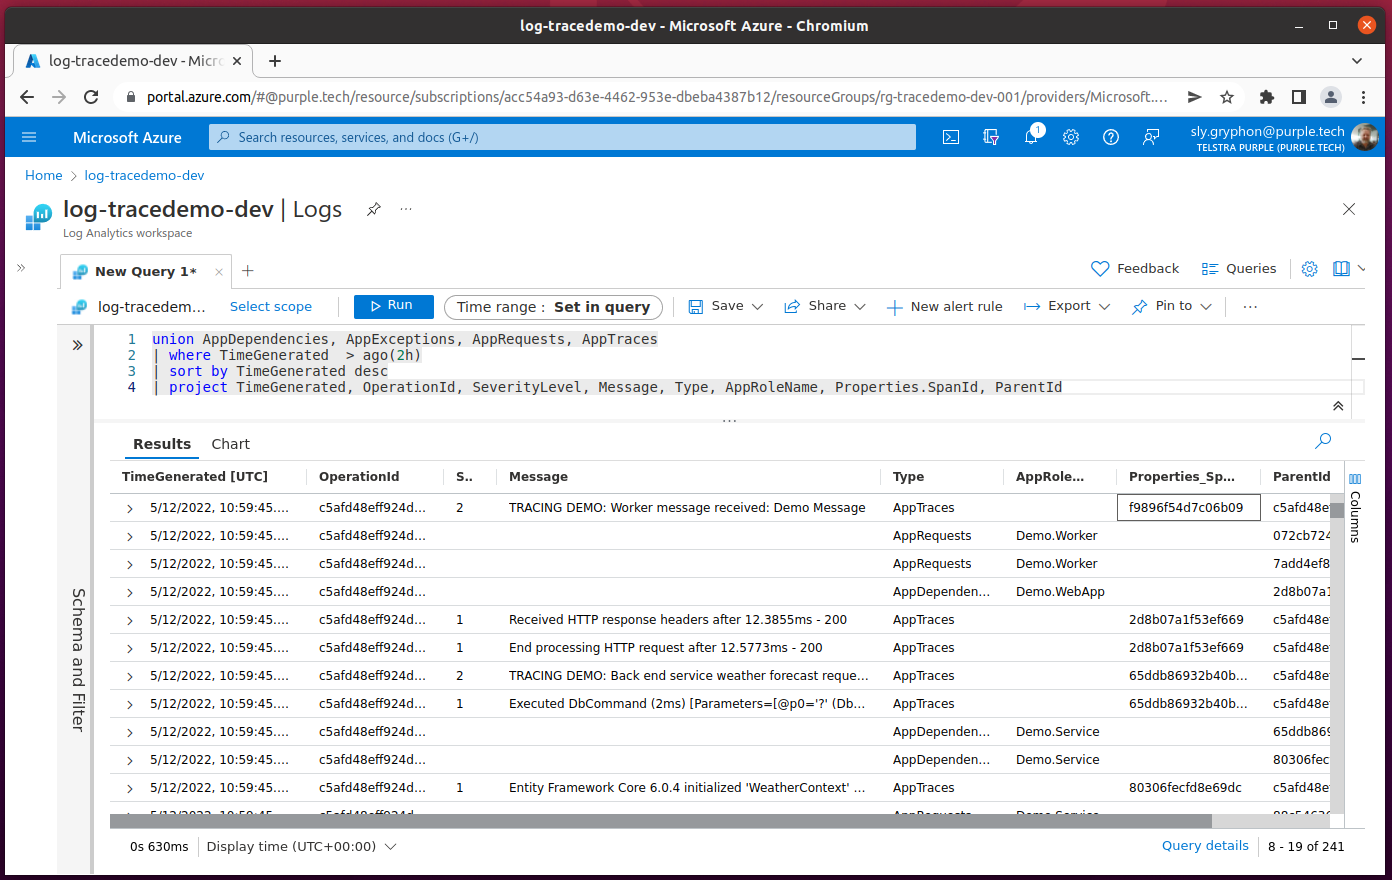 log-tracedemo-dev - Microsoft Azure - Chromium
log-tracedemo-dev - Micro
portal.azure.com/#@purple.tech/resource/subscriptions/acc54a93-d63e-4462-953e-dbeba4387b12/resourceGroups/rg-tracedemo-dev-001/providers/Microsoft....
Microsoft Azure
Search resources, services, and docs (G+/)
1
sly.gryphon@purple.tech
TELSTRA PURPLE (PURPLE.TECH)
Home > log-tracedemo-dev
log-tracedemo-dev | Logs ...
Log Analytics workspace
New Query 1*
Feedback Queries
log-tracedem... Select scope Run Time range : Set in query Save Share New alert rule Export Pin to ...
1 union AppDependencies, AppExceptions, AppRequests, AppTraces
2 | where TimeGenerated  > ago(2h)
3 | sort by TimeGenerated desc
4 | project TimeGenerated, OperationId, SeverityLevel, Message, Type, AppRoleName, Properties.SpanId, ParentId
...
Results Chart
TimeGenerated [UTC] OperationId S.. Message Type AppRole... Properties_Sp... ParentId
5/12/2022, 10:59:45.... c5afd48eff924d... 2 TRACING DEMO: Worker message received: Demo Message AppTraces f9896f54d7c06b09 c5afd48e
5/12/2022, 10:59:45.... c5afd48eff924d... AppRequests Demo.Worker 072cb724
5/12/2022, 10:59:45.... c5afd48eff924d... AppRequests Demo.Worker 7add4ef8
5/12/2022, 10:59:45.... c5afd48eff924d... AppDependen... Demo.WebApp 2d8b07a1
5/12/2022, 10:59:45.... c5afd48eff924d... 1 Received HTTP response headers after 12.3855ms - 200 AppTraces 2d8b07a1f53ef669 c5afd48e
5/12/2022, 10:59:45.... c5afd48eff924d... 1 End processing HTTP request after 12.5773ms - 200 AppTraces 2d8b07a1f53ef669 c5afd48e
5/12/2022, 10:59:45.... c5afd48eff924d... 2 TRACING DEMO: Back end service weather forecast reque... AppTraces 65ddb86932b40b... c5afd48e
5/12/2022, 10:59:45.... c5afd48eff924d... 1 Executed DbCommand (2ms) [Parameters=[@p0='?' (Db... AppTraces 65ddb86932b40b... c5afd48e
5/12/2022, 10:59:45.... c5afd48eff924d... AppDependen... Demo.Service 65ddb869
5/12/2022, 10:59:45.... c5afd48eff924d... AppDependen... Demo.Service 80306fec
5/12/2022, 10:59:45.... c5afd48eff924d... 1 Entity Framework Core 6.0.4 initialized 'WeatherContext' ... AppTraces 80306fecfd8e69dc c5afd48e
Columns
Schema and Filter
0s 630ms Display time (UTC+00:00) Query details 8 - 19 of 241